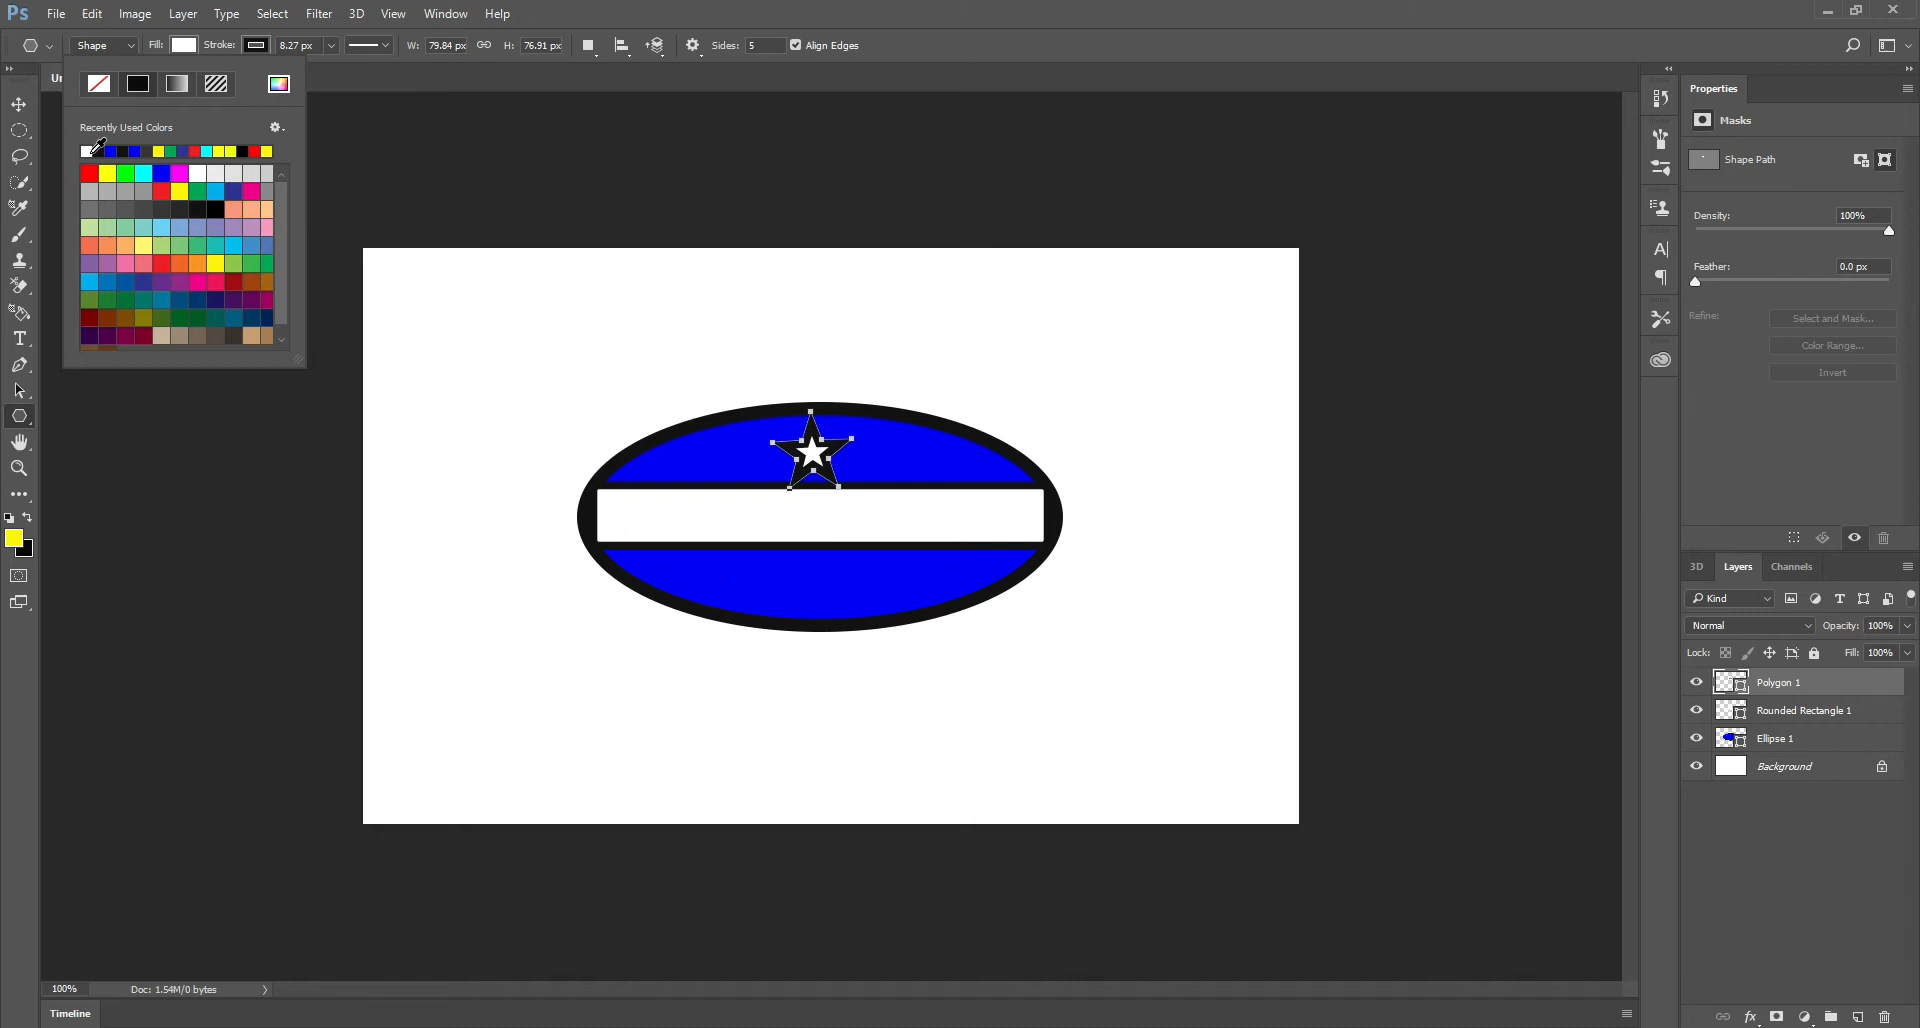 Ps File Edit Image Layer Type Select Filter 3D View Window Help
Shape Fill: Stroke: 8.27 px W: 79.84 px H: 76.91 px Sides: 5 Align Edges
Recently Used Colors
Properties
Masks
Shape Path
Density: 100%
Feather: 0.0 px
Refine: Select and Mask...
Color Range...
Invert
3D Layers Channels
Kind
Normal Opacity: 100%
Lock: Fill: 100%
Polygon 1
Rounded Rectangle 1
Ellipse 1
Background
100% Doc: 1.54M/0 bytes
Timeline